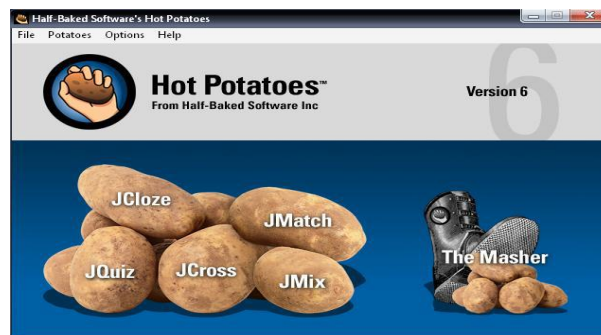 Half-Baked Software's Hot Potatoes
File Potatoes Options Help
Hot Potatoes™
From Half-Baked Software Inc
6
Version 6
JCloze
JMatch
JQuiz
JCross
JMix
The Masher